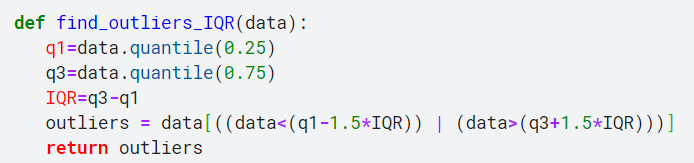 def find_outliers_IQR(data):
   q1=data.quantile(0.25)
   q3=data.quantile(0.75)
   IQR=q3-q1
   outliers = data[((data<(q1-1.5*IQR)) | (data>(q3+1.5*IQR)))]
   return outliers